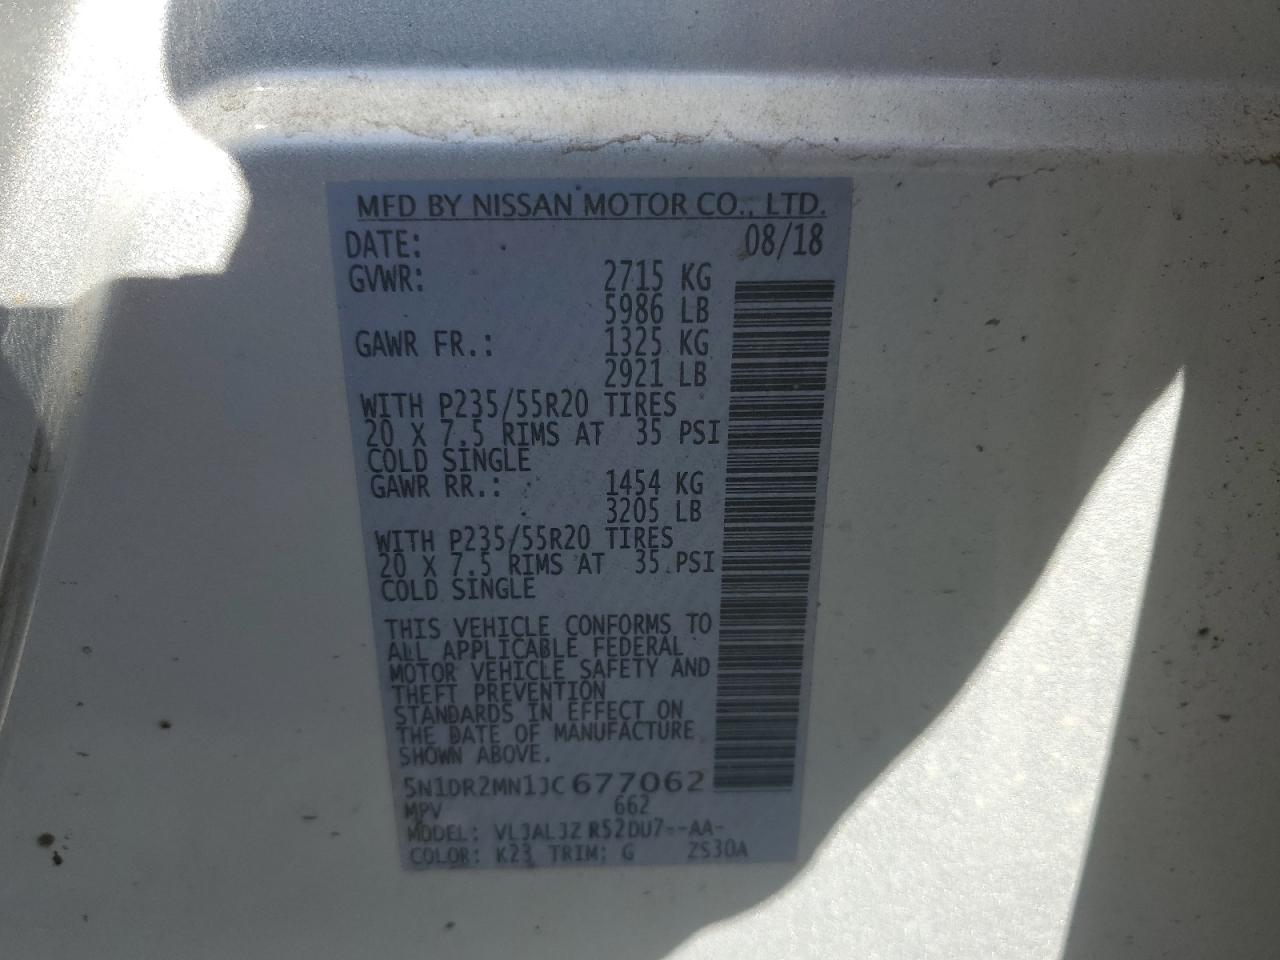 MFD BY NISSAN MOTOR CO., LTD.
DATE: 08/18
GVWR: 2715 KG
5986 LB
GAWR FR.: 1325 KG
2921 LB
WITH P235/55R20 TIRES
20 X 7.5 RIMS AT 35 PSI
COLD SINGLE
GAWR RR.: 1454 KG
3205 LB
WITH P235/55R20 TIRES
20 X 7.5 RIMS AT 35 PSI
COLD SINGLE
THIS VEHICLE CONFORMS TO
ALL APPLICABLE FEDERAL
MOTOR VEHICLE SAFETY AND
THEFT PREVENTION
STANDARDS IN EFFECT ON
THE DATE OF MANUFACTURE
SHOWN ABOVE.
5N1DR2MN1JC677062
MPV 662
MODEL: VLJALJZ R52DU7--AA-
COLOR: K23 TRIM: G ZS30A